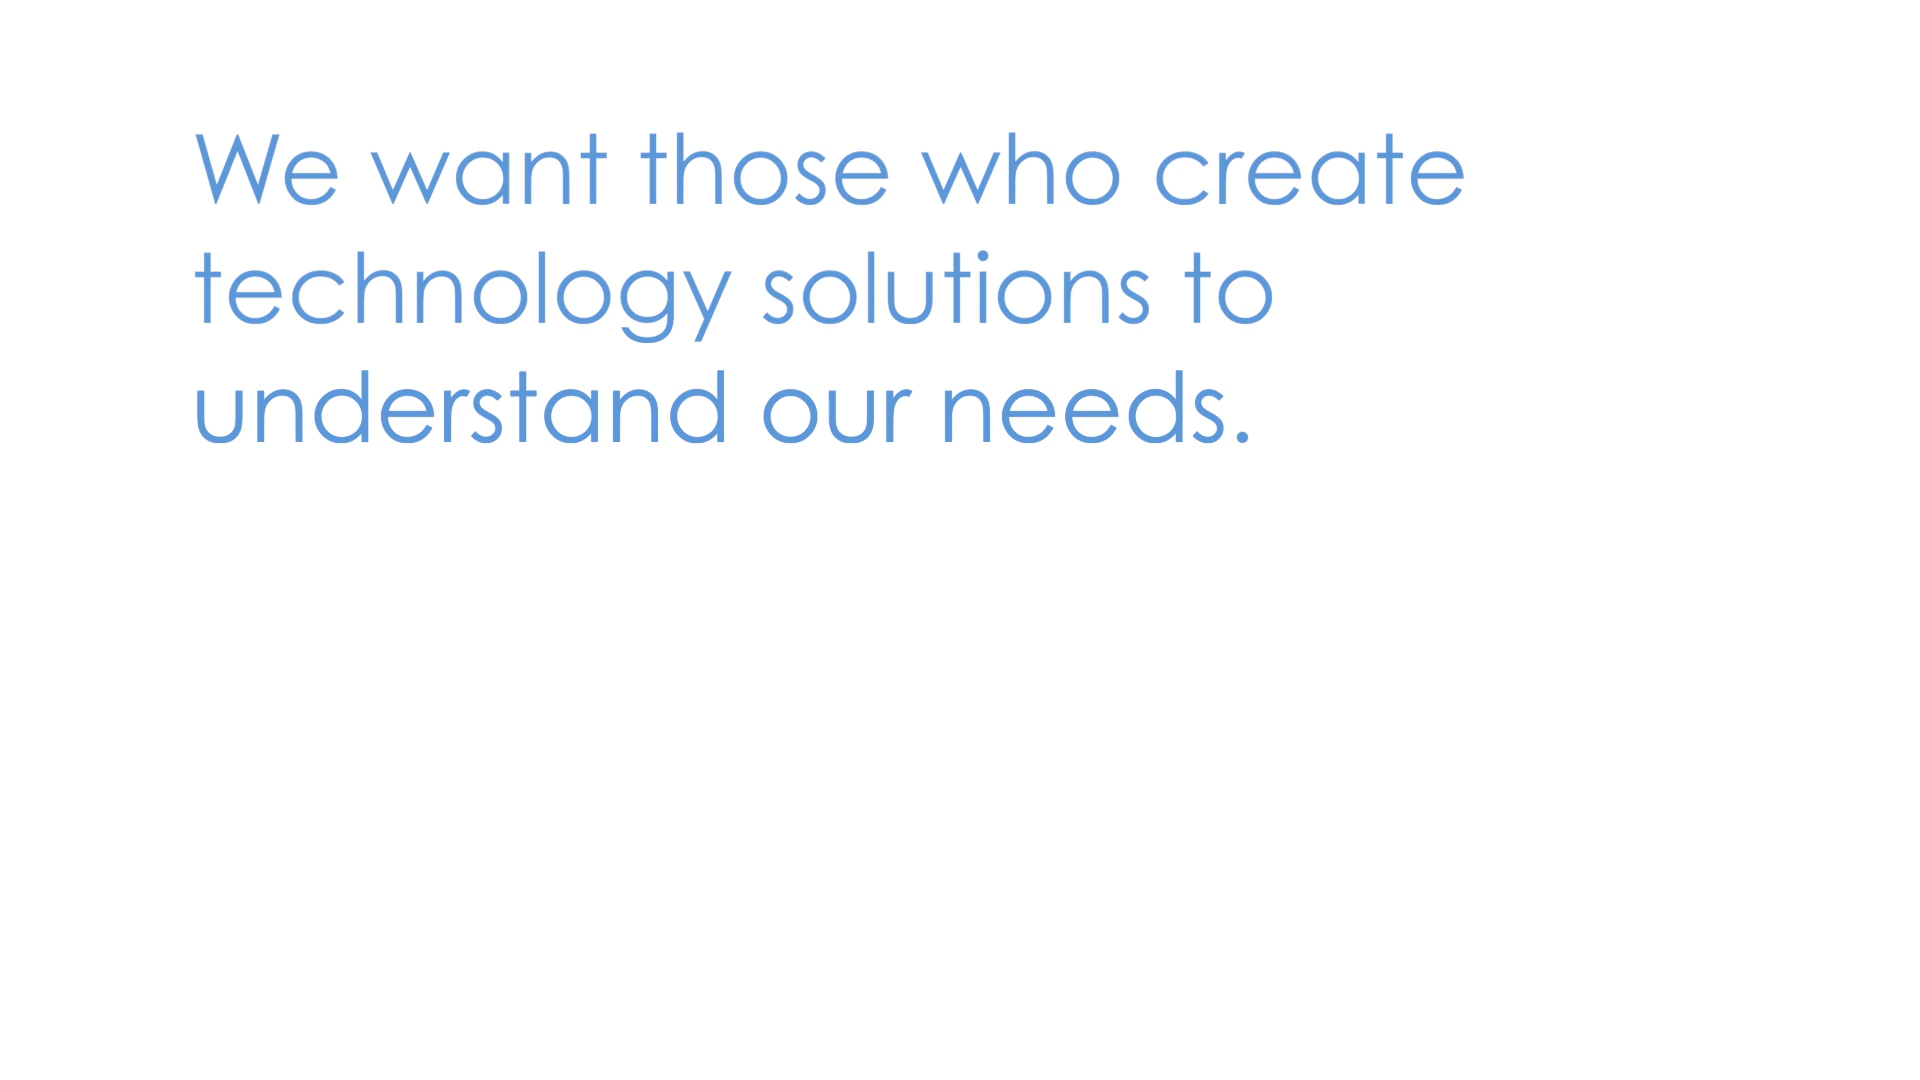 We want those who create
technology solutions to
understand our needs.